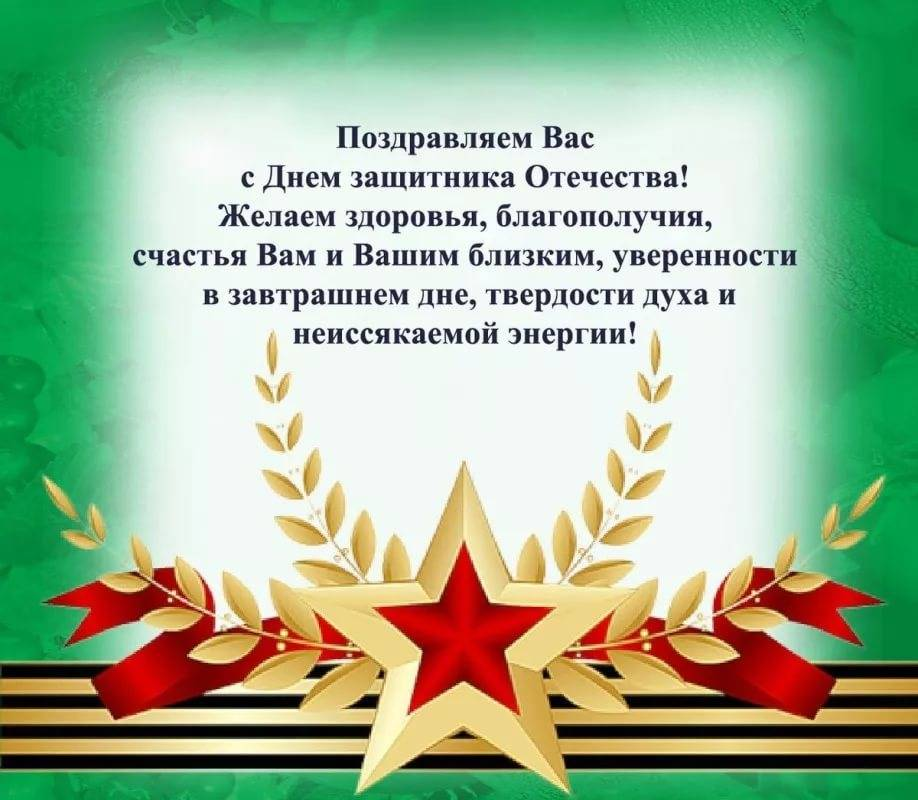 Поздравляем Вас
с Днем защитника Отечества!
Желаем здоровья, благополучия,
счастья Вам и Вашим близким, уверенности
в завтрашнем дне, твердости духа и
неиссякаемой энергии!